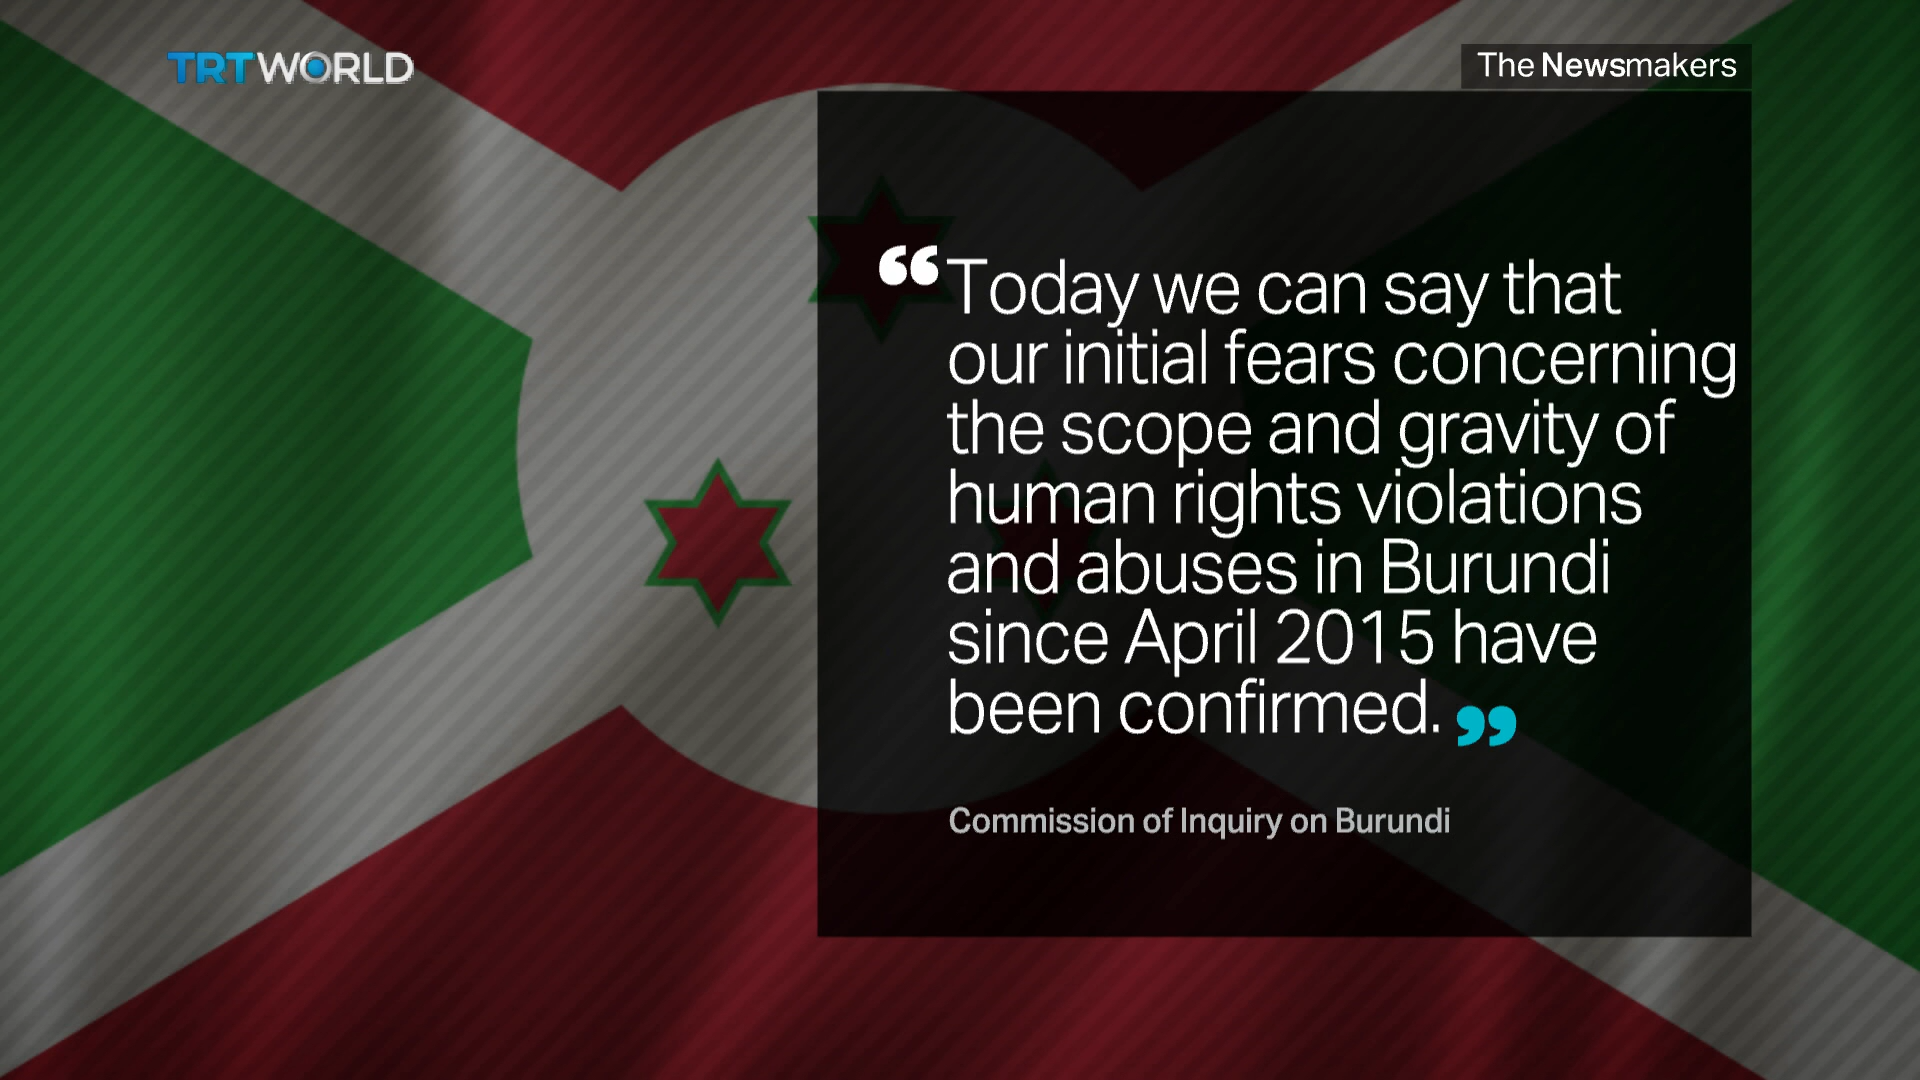 TRT WORLD
The Newsmakers
“Today we can say that
our initial fears concerning
the scope and gravity of
human rights violations
and abuses in Burundi
since April 2015 have
been confirmed.”
Commission of Inquiry on Burundi